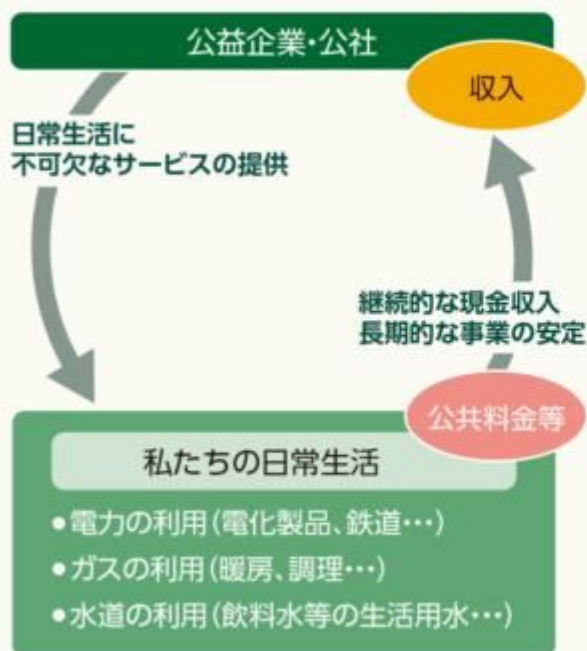 公益企業・公社
収入
日常生活に
不可欠なサービスの提供
継続的な現金収入
長期的な事業の安定
公共料金等
私たちの日常生活
●電力の利用(電化製品、鉄道・・・)
●ガスの利用(暖房、調理・・・)
●水道の利用(飲料水等の生活用水・・・)